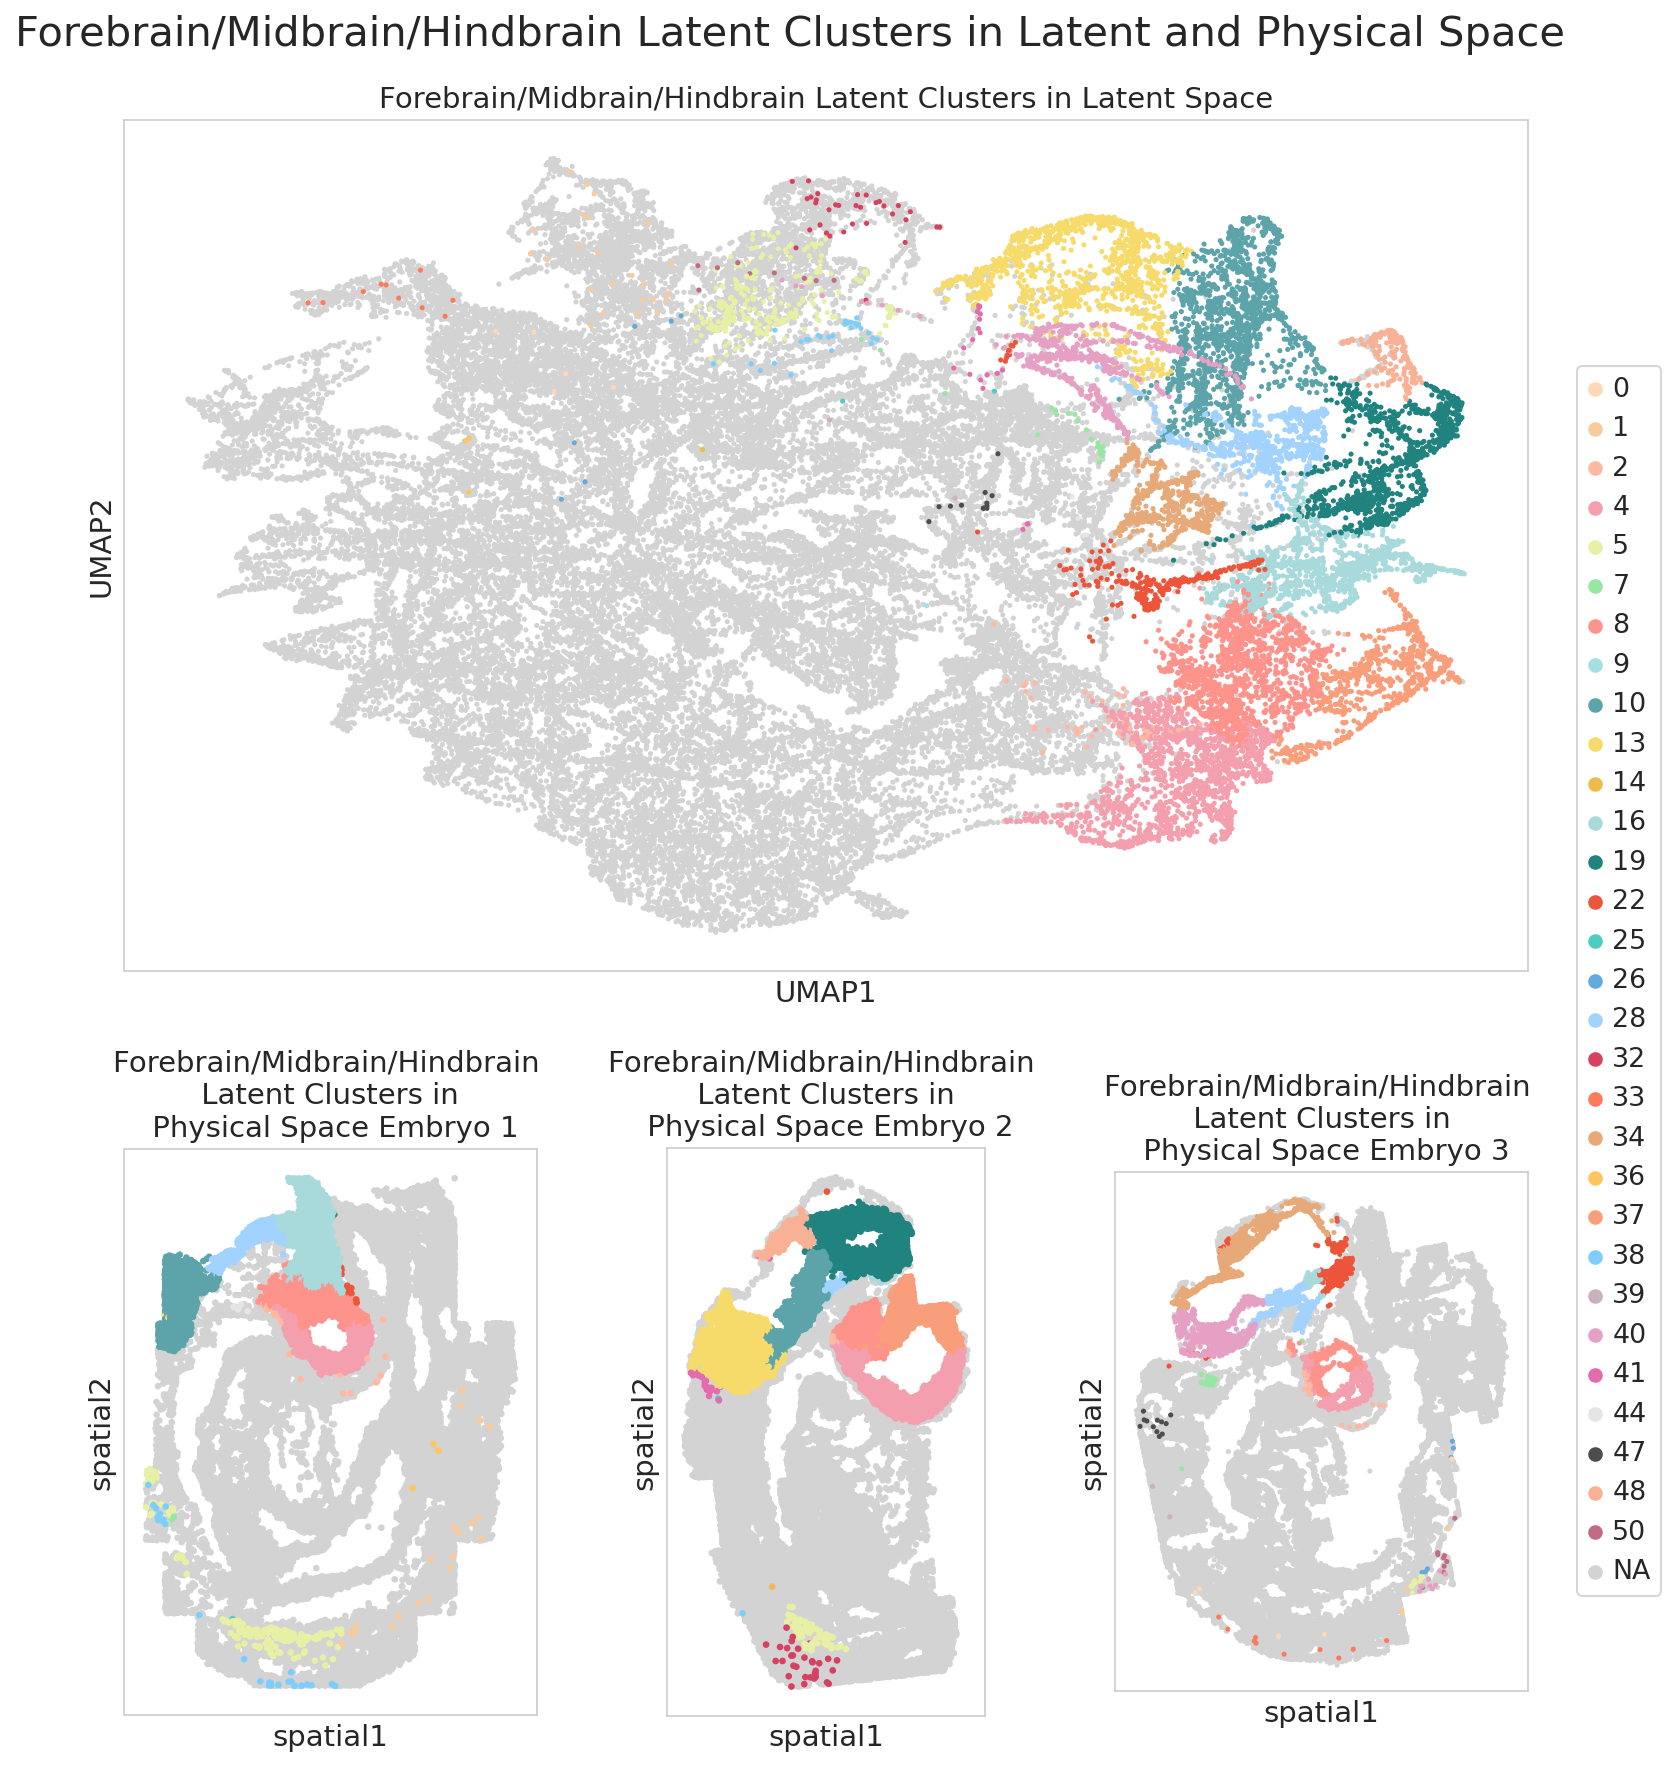 Forebrain/Midbrain/Hindbrain Latent Clusters in Latent and Physical Space
Forebrain/Midbrain/Hindbrain Latent Clusters in Latent Space
UMAP2
UMAP1
0
1
2
4
5
7
8
9
10
13
14
16
19
22
25
26
28
32
33
34
36
37
38
39
40
41
44
47
48
50
NA
Forebrain/Midbrain/Hindbrain
Latent Clusters in
Physical Space Embryo 1
spatial2
spatial1
Forebrain/Midbrain/Hindbrain
Latent Clusters in
Physical Space Embryo 2
spatial2
spatial1
Forebrain/Midbrain/Hindbrain
Latent Clusters in
Physical Space Embryo 3
spatial2
spatial1